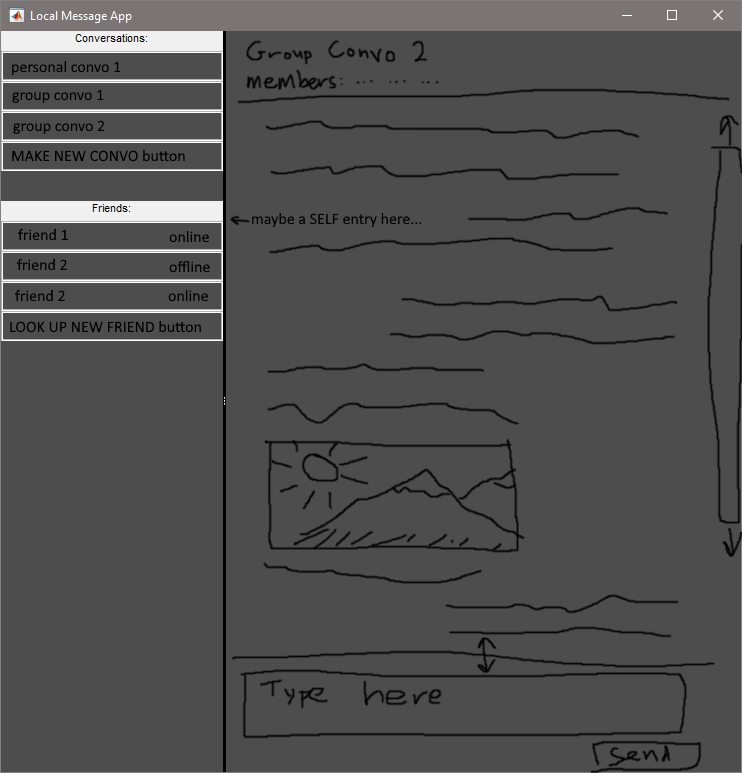 Local Message App
Conversations:
personal convo 1
group convo 1
group convo 2
MAKE NEW CONVO button
Friends:
friend 1 online
friend 2 offline
friend 2 online
LOOK UP NEW FRIEND button
Group Convo 2
members: ... ... ...
maybe a SELF entry here...
Type here
Send